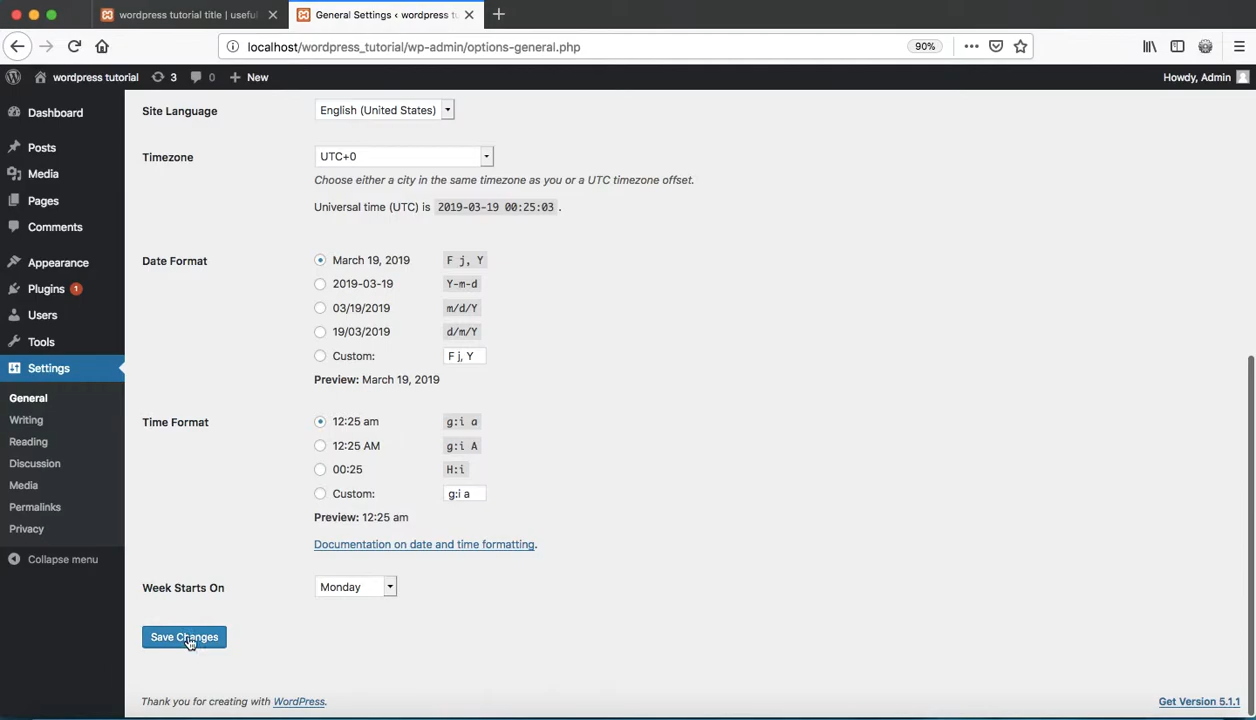 wordpress tutorial title | useful
General Settings ‹ wordpress tu
localhost/wordpress_tutorial/wp-admin/options-general.php
90%
wordpress tutorial
3
0
New
Howdy, Admin
Dashboard
Posts
Media
Pages
Comments
Appearance
Plugins 1
Users
Tools
Settings
General
Writing
Reading
Discussion
Media
Permalinks
Privacy
Collapse menu
Site Language
English (United States)
Timezone
UTC+0
Choose either a city in the same timezone as you or a UTC timezone offset.
Universal time (UTC) is 2019-03-19 00:25:03 .
Date Format
March 19, 2019 F j, Y
2019-03-19 Y-m-d
03/19/2019 m/d/Y
19/03/2019 d/m/Y
Custom: F j, Y
Preview: March 19, 2019
Time Format
12:25 am g:i a
12:25 AM g:i A
00:25 H:i
Custom: g:i a
Preview: 12:25 am
Documentation on date and time formatting.
Week Starts On
Monday
Save Changes
Thank you for creating with WordPress.
Get Version 5.1.1